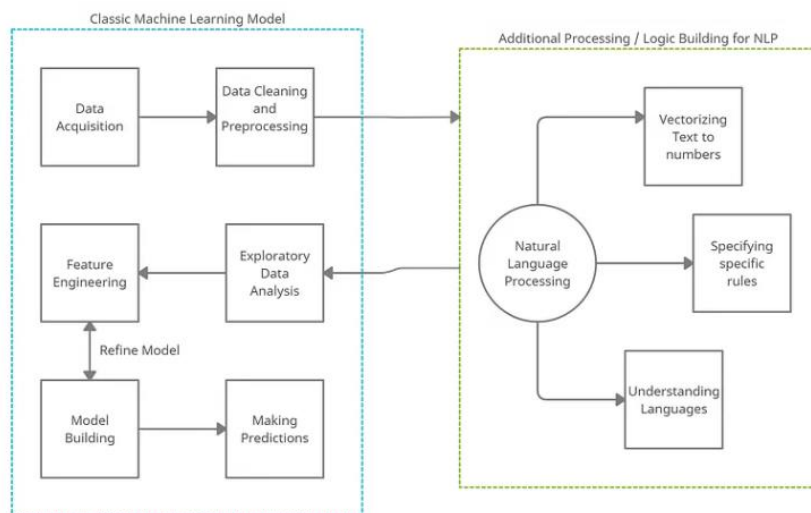 Classic Machine Learning Model
Additional Processing / Logic Building for NLP
Data
Acquisition
Data Cleaning
and
Preprocessing
Vectorizing
Text to
numbers
Feature
Engineering
Exploratory
Data
Analysis
Natural
Language
Processing
Specifying
specific
rules
Refine Model
Model
Building
Making
Predictions
Understanding
Languages